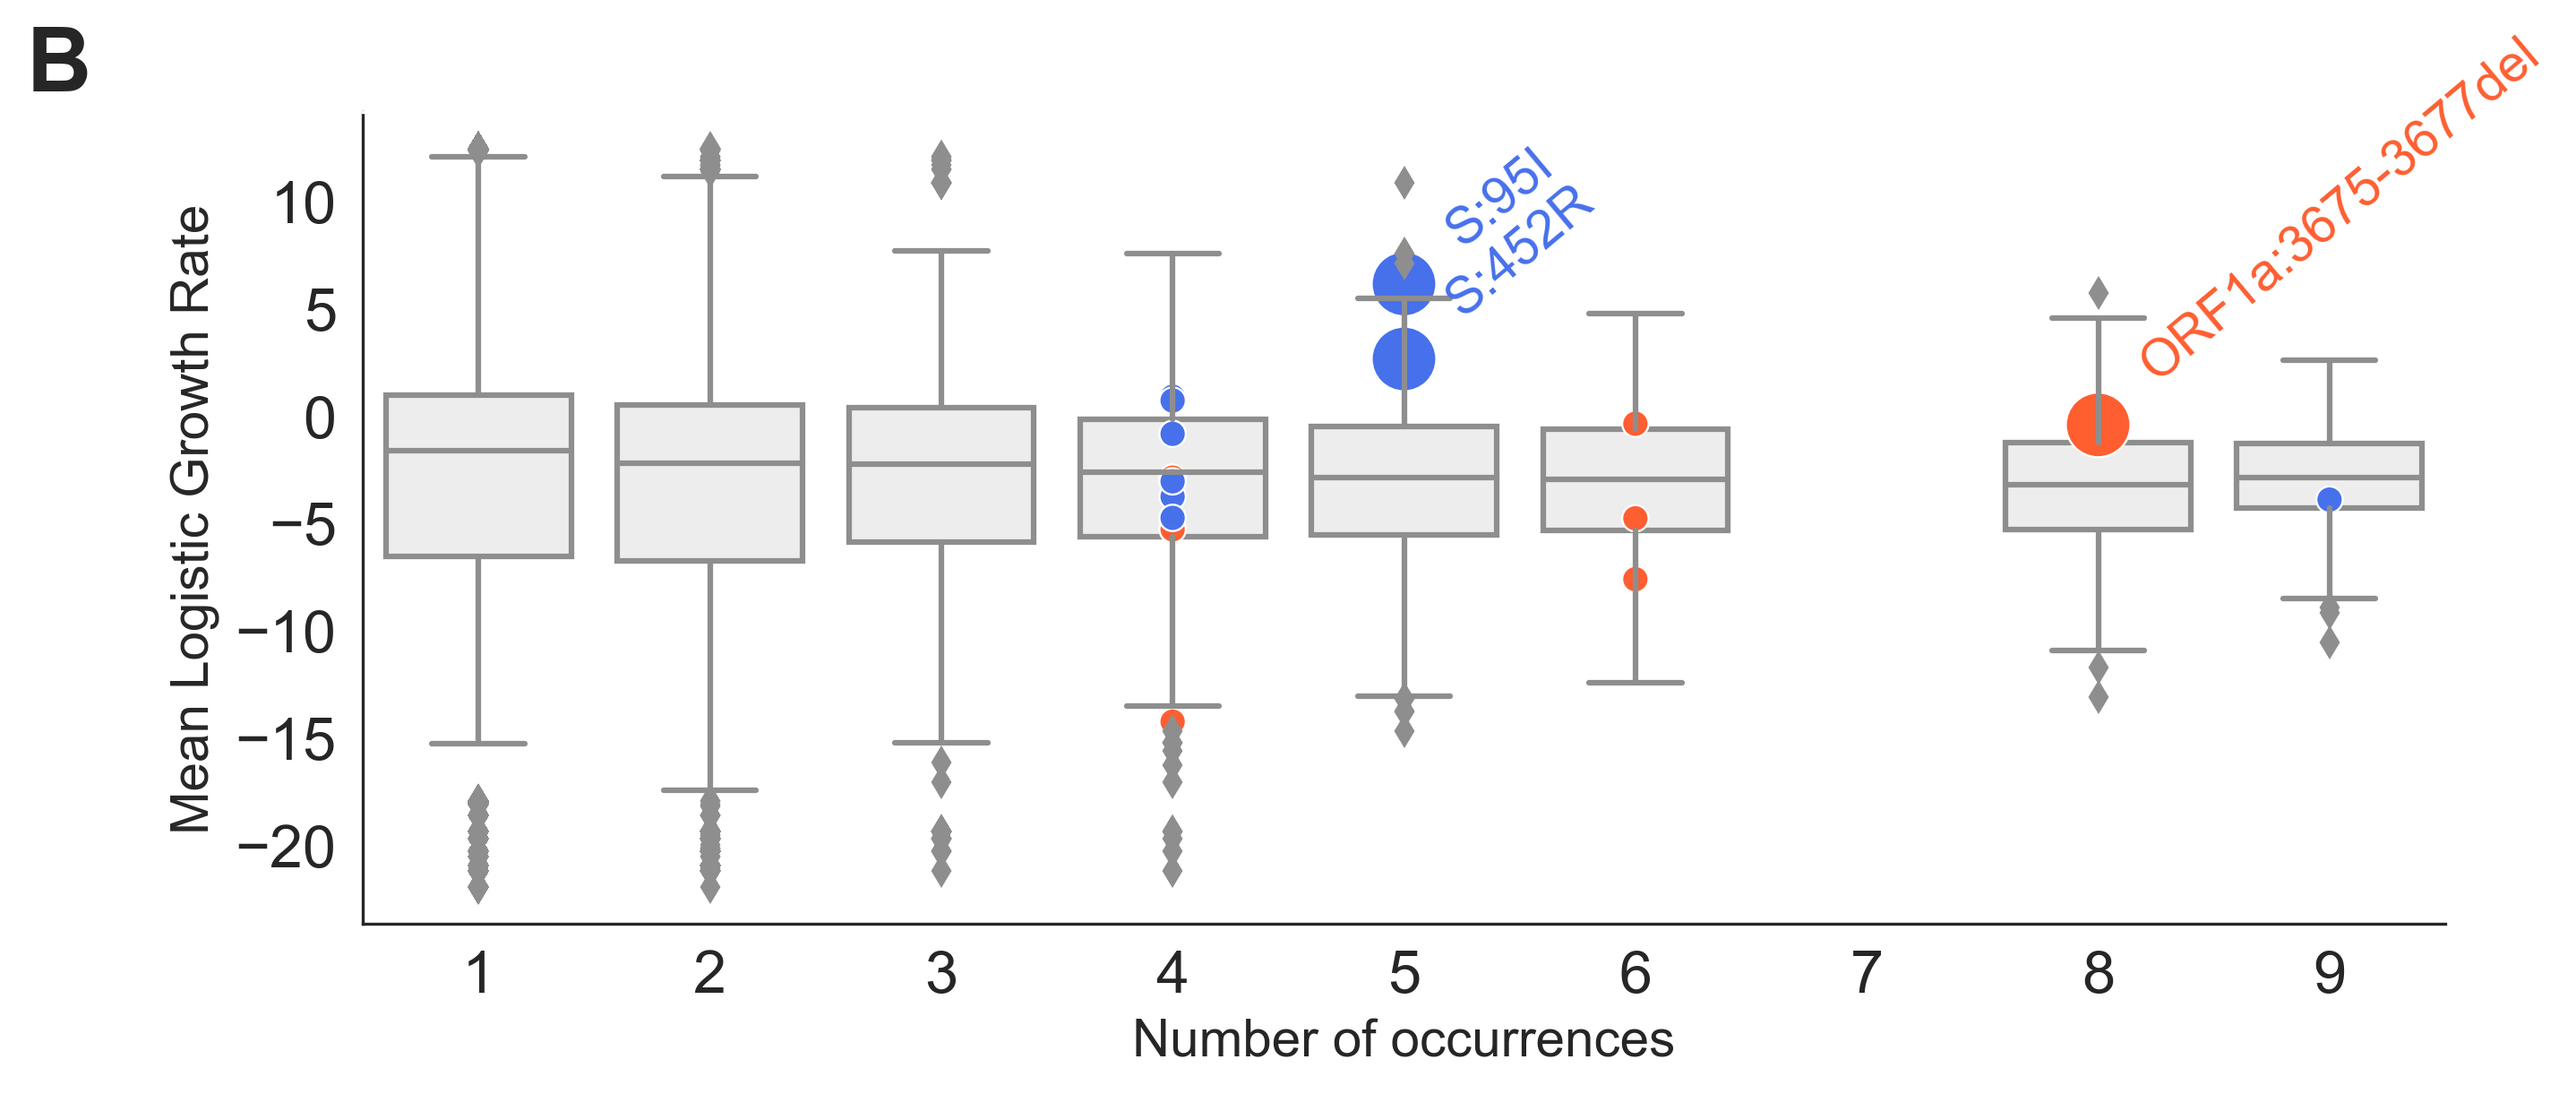 B
Mean Logistic Growth Rate
10
5
0
−5
−10
−15
−20
S:95I
S:452R
ORF1a:3675-3677del
1 2 3 4 5 6 7 8 9
Number of occurrences